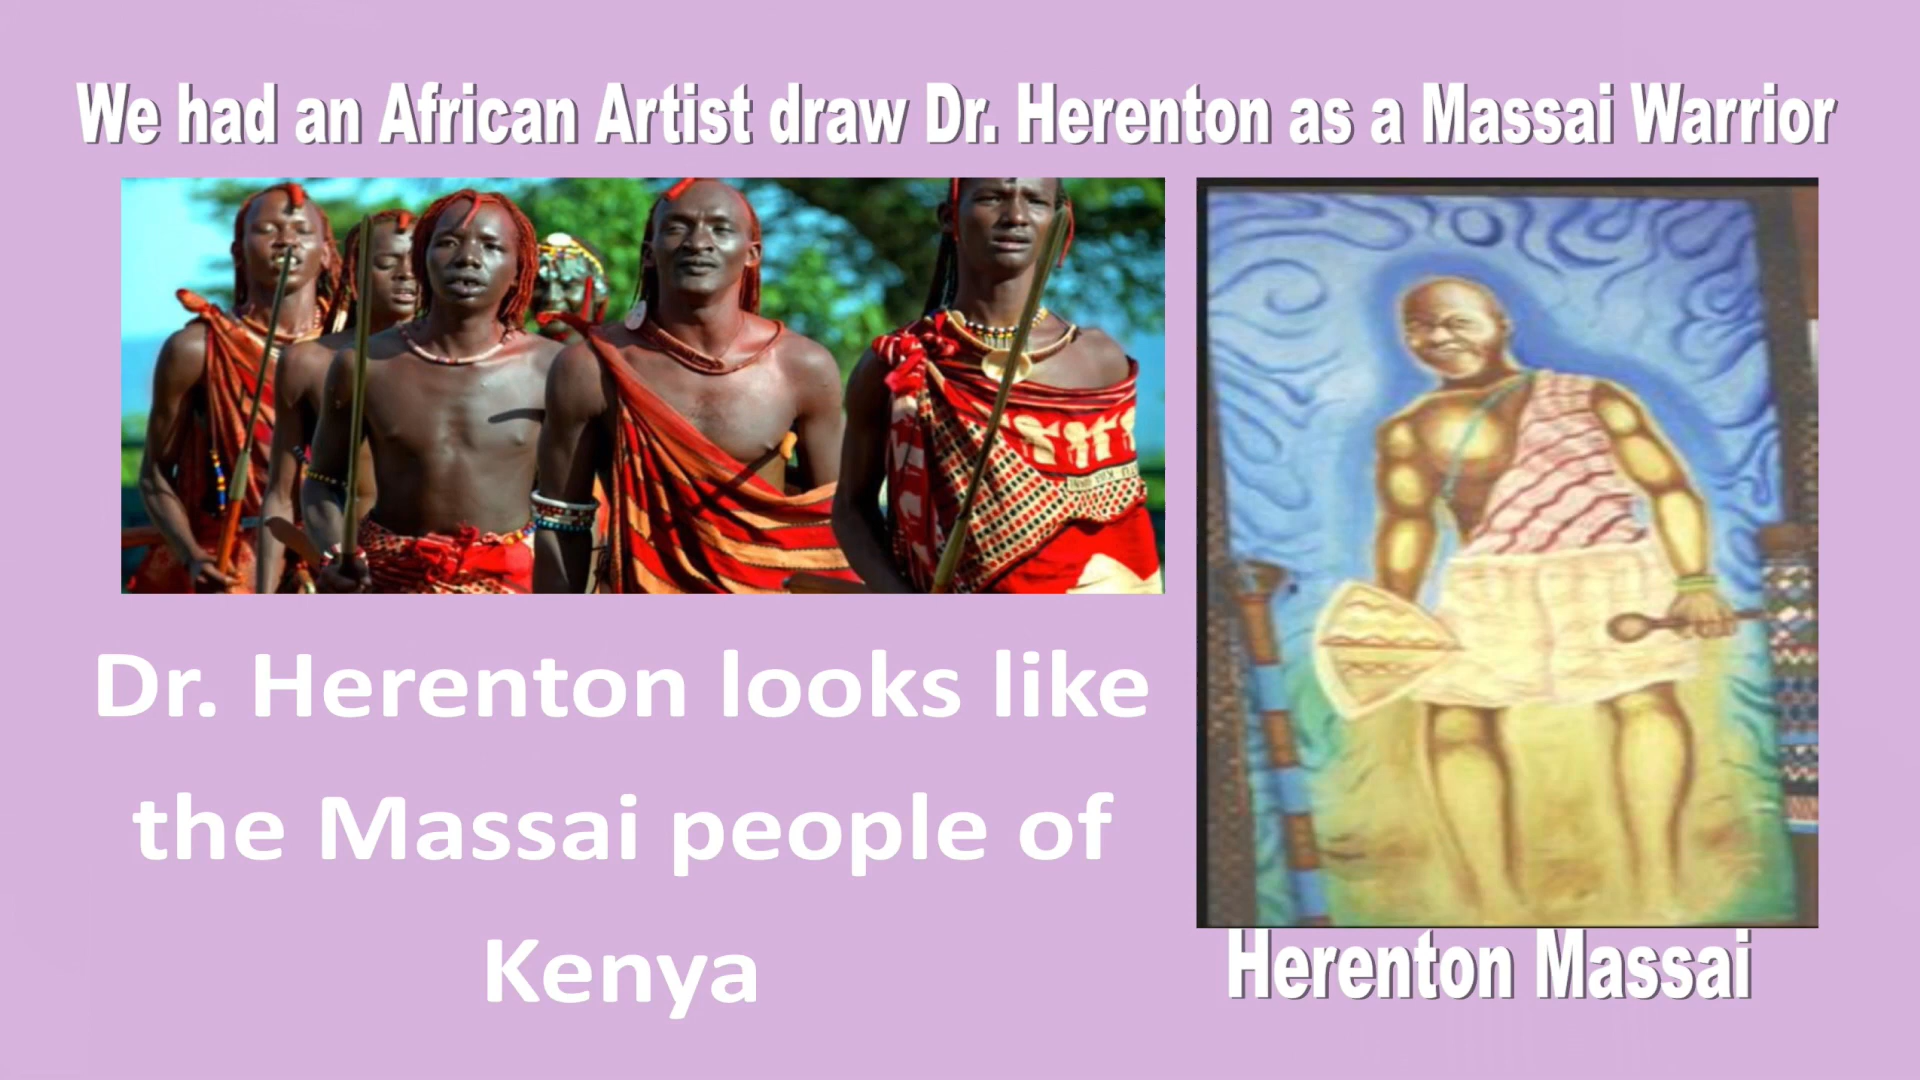 We had an African Artist draw Dr. Herenton as a Massai Warrior
Dr. Herenton looks like
the Massai people of
Kenya
Herenton Massai